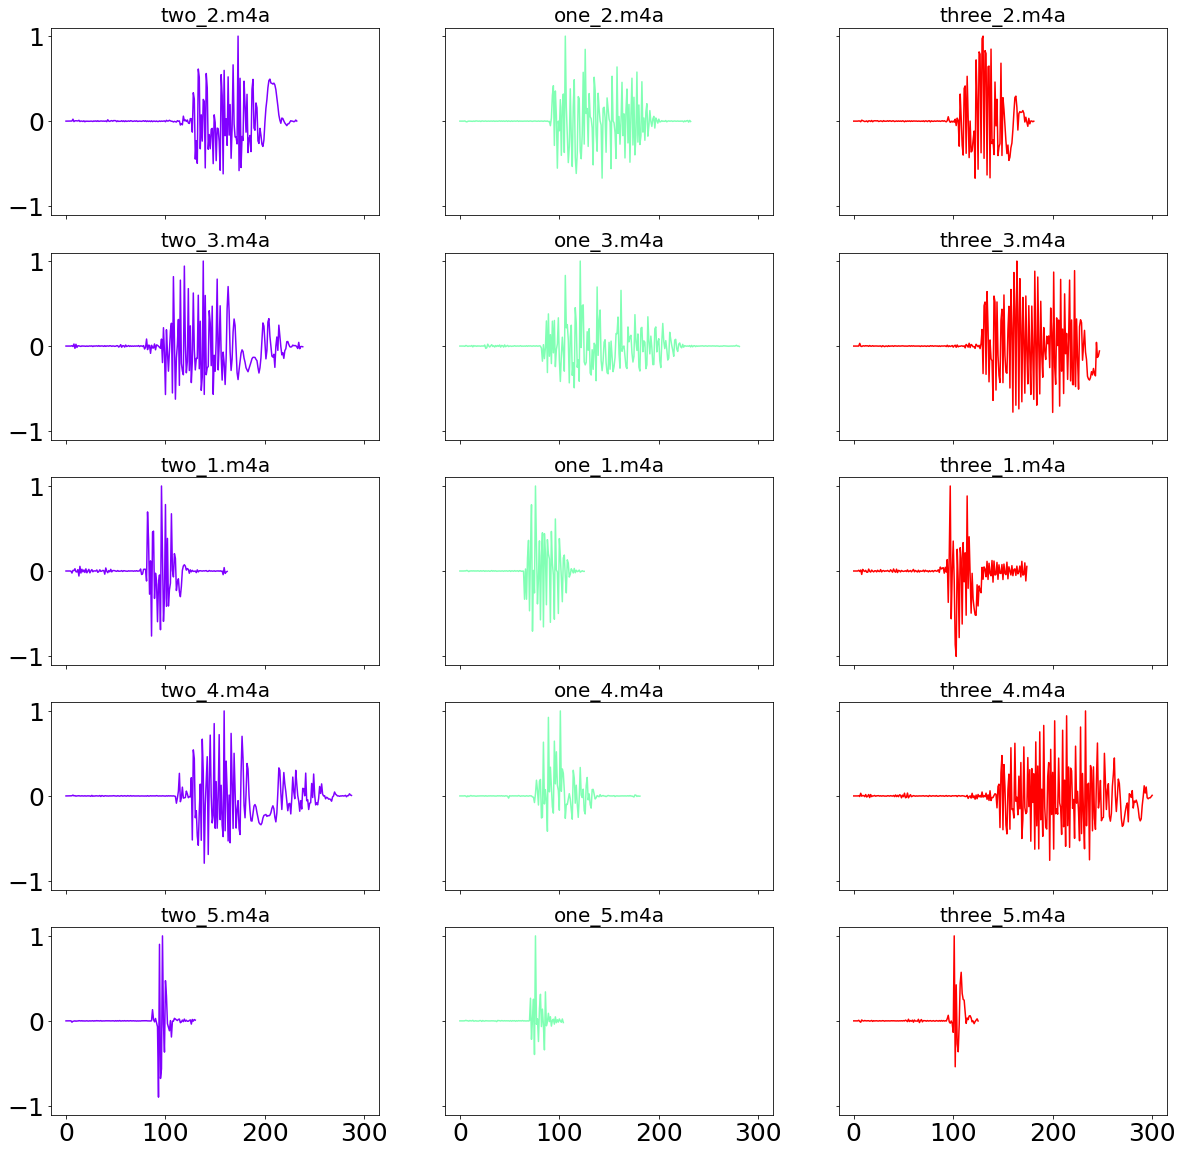 two_2.m4a one_2.m4a three_2.m4a
1
0
−1
two_3.m4a one_3.m4a three_3.m4a
1
0
−1
two_1.m4a one_1.m4a three_1.m4a
1
0
−1
two_4.m4a one_4.m4a three_4.m4a
1
0
−1
two_5.m4a one_5.m4a three_5.m4a
1
0
−1
0 100 200 300 0 100 200 300 0 100 200 300